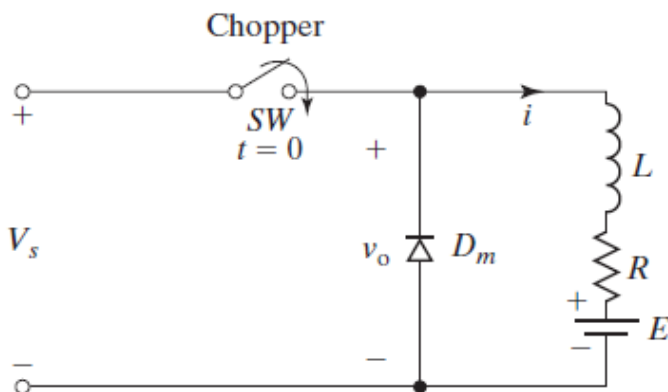 Chopper
+
SW
t = 0
i
+
L
V_s
v_o
D_m
R
+
E
−
−
−